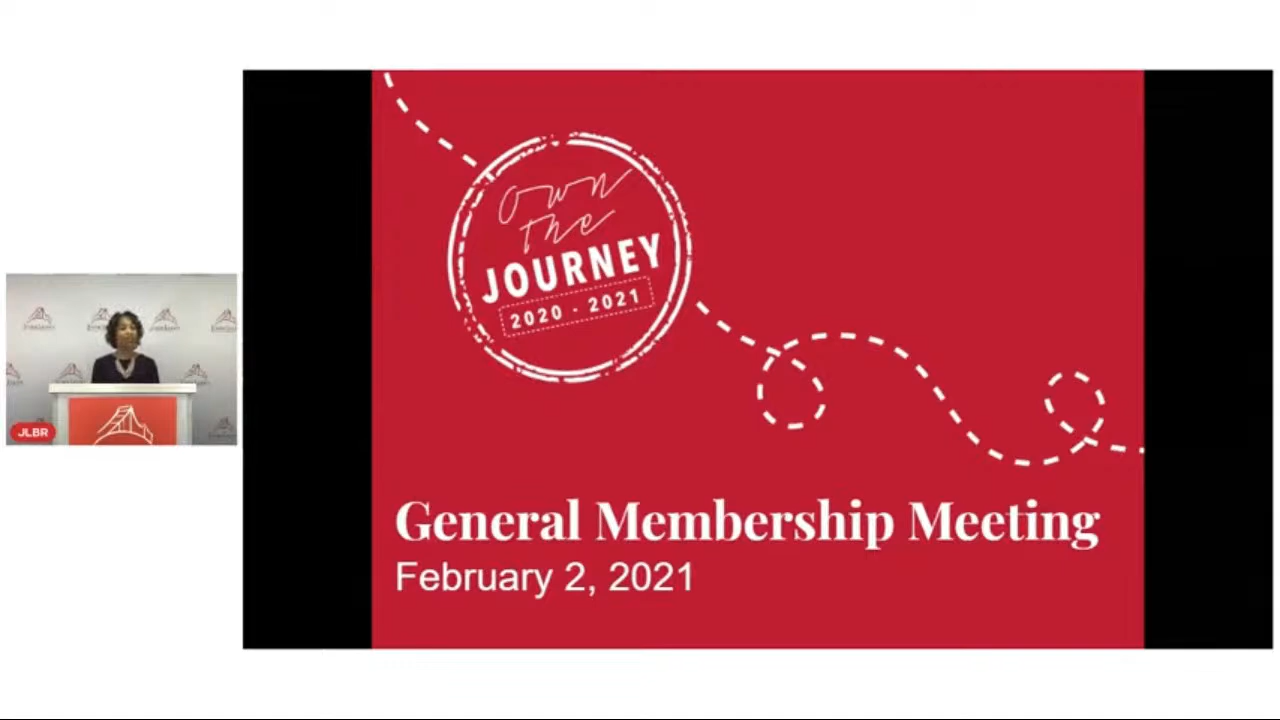 own
the
JOURNEY
2020 - 2021
General Membership Meeting
February 2, 2021
JLBR